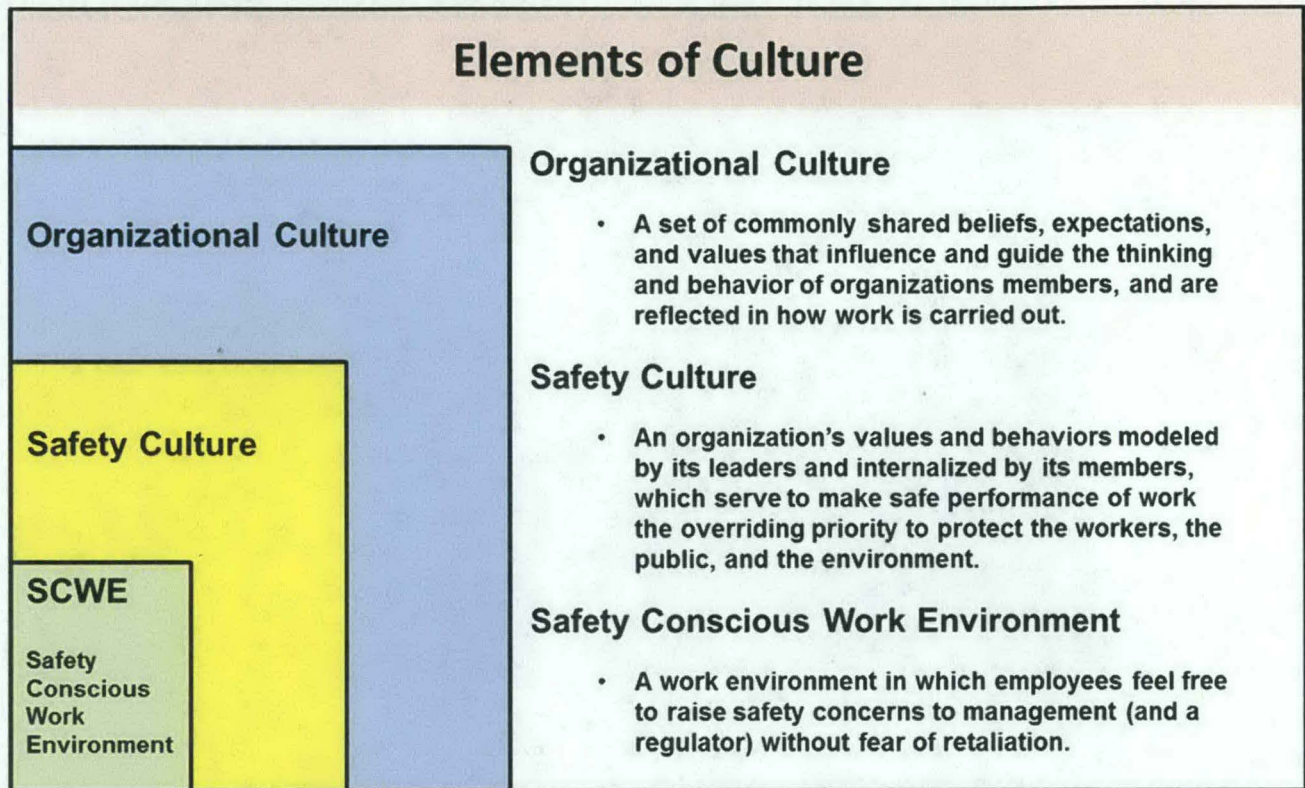 Elements of Culture
Organizational Culture
Safety Culture
SCWE
Safety
Conscious
Work
Environment
Organizational Culture
• A set of commonly shared beliefs, expectations,
and values that influence and guide the thinking
and behavior of organizations members, and are
reflected in how work is carried out.
Safety Culture
• An organization's values and behaviors modeled
by its leaders and internalized by its members,
which serve to make safe performance of work
the overriding priority to protect the workers, the
public, and the environment.
Safety Conscious Work Environment
• A work environment in which employees feel free
to raise safety concerns to management (and a
regulator) without fear of retaliation.